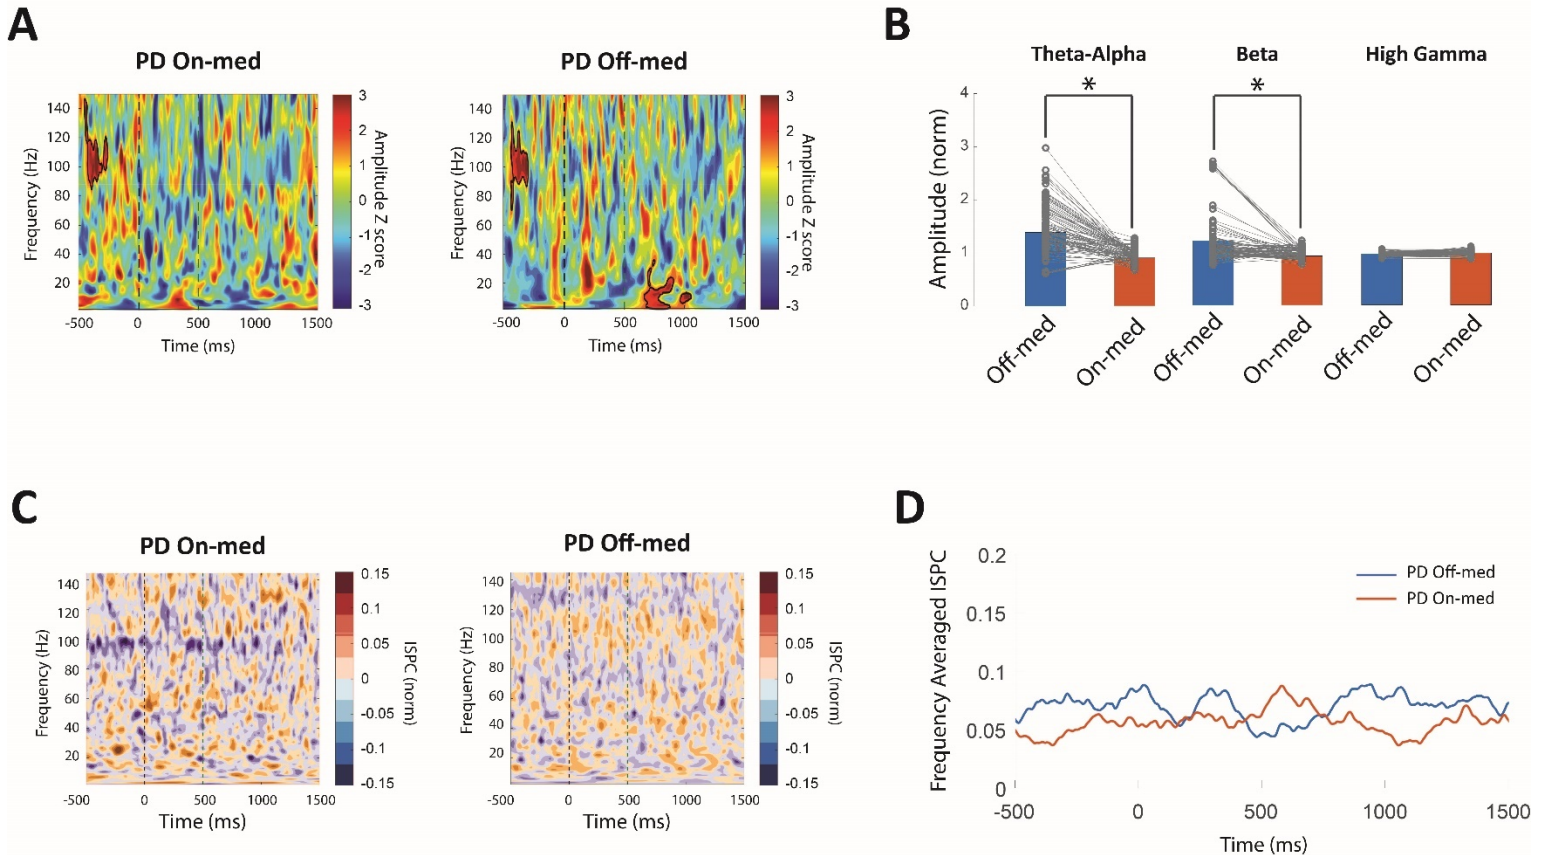 A
PD On-med
Frequency (Hz)
140
120
100
80
60
40
20
-500
0
500
1000
1500
Time (ms)
3
2
1
0
-1
-2
-3
Amplitude Z score
PD Off-med
Frequency (Hz)
140
120
100
80
60
40
20
-500
0
500
1000
1500
Time (ms)
3
2
1
0
-1
-2
-3
Amplitude Z score
B
Theta-Alpha
Beta
High Gamma
*
*
Amplitude (norm)
4
3
2
1
0
Off-med
On-med
Off-med
On-med
Off-med
On-med
C
PD On-med
Frequency (Hz)
140
120
100
80
60
40
20
-500
0
500
1000
1500
Time (ms)
0.15
0.1
0.05
0
-0.05
-0.1
-0.15
ISPC (norm)
PD Off-med
Frequency (Hz)
140
120
100
80
60
40
20
-500
0
500
1000
1500
Time (ms)
0.15
0.1
0.05
0
-0.05
-0.1
-0.15
ISPC (norm)
D
Frequency Averaged ISPC
0.2
0.15
0.1
0.05
0
PD Off-med
PD On-med
-500
0
500
1000
1500
Time (ms)